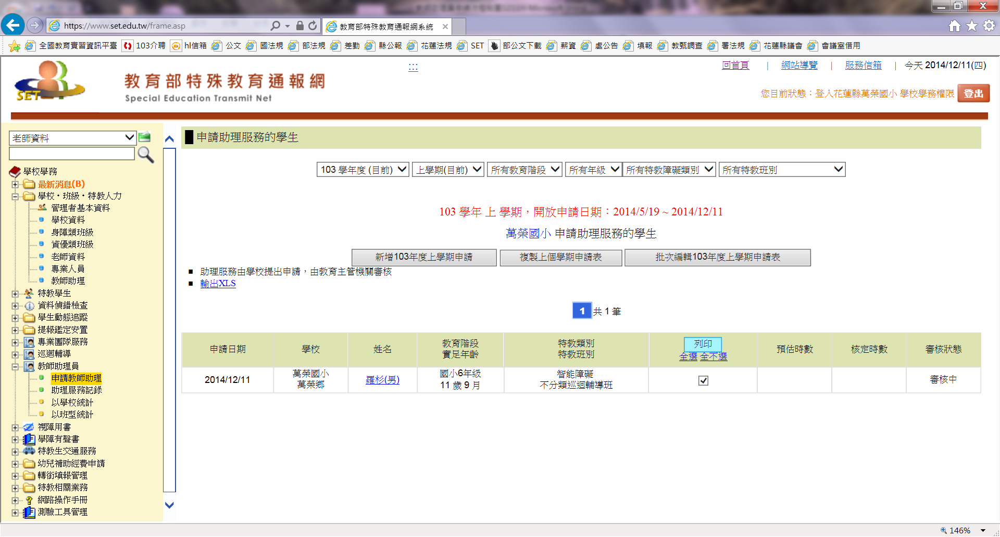 https://www.set.edu.tw/frame.asp
教育部特殊教育通報網系統
全國教育實習資訊平臺 103介聘 hl信箱 公文 國法規 部法規 差勤 縣公報 花蓮法規 SET 部公文下載 薪資 處公告 填報 教甄調查 署法規 花蓮縣議會 會議室借用
SET
教育部特殊教育通報網
Special Education Transmit Net
:::
回首頁 | 網站導覽 | 服務信箱 | 今天 2014/12/11(四)
您目前狀態：登入花蓮縣萬榮國小 學校學務權限 登出
老師資料
學校學務
最新消息(B)
學校‧班級‧特教人力
管理者基本資料
學校資料
身障類班級
資優類班級
老師資料
專業人員
教師助理
特教學生
資料偵錯檢查
學生動態追蹤
提報鑑定安置
專業團隊服務
巡迴輔導
教師助理員
申請教師助理
助理服務記錄
以學校統計
以班型統計
視障用書
學障有聲書
特教生交通服務
幼兒補助經費申請
轉銜填報管理
特教相關業務
網路操作手冊
測驗工具管理
申請助理服務的學生
103 學年度 (目前) 上學期(目前) 所有教育階段 所有年級 所有特教障礙類別 所有特教班別
103 學年 上 學期，開放申請日期：2014/5/19 ~ 2014/12/11
萬榮國小 申請助理服務的學生
新增103年度上學期申請 複製上個學期申請表 批次編輯103年度上學期申請表
助理服務由學校提出申請，由教育主管機關審核
輸出XLS
1 共 1 筆
申請日期 學校 姓名 教育階段 實足年齡 特教類別 特教班別 列印 全選 全不選 預估時數 核定時數 審核狀態
2014/12/11 萬榮國小 萬榮鄉 羅杉(男) 國小6年級 11 歲 9 月 智能障礙 不分類巡迴輔導班 審核中
146%